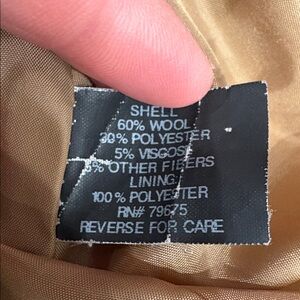 SHELL
60% WOOL
30% POLYESTER
5% VISCOSE
5% OTHER FIBERS
LINING
100% POLYESTER
RN# 79675
REVERSE FOR CARE